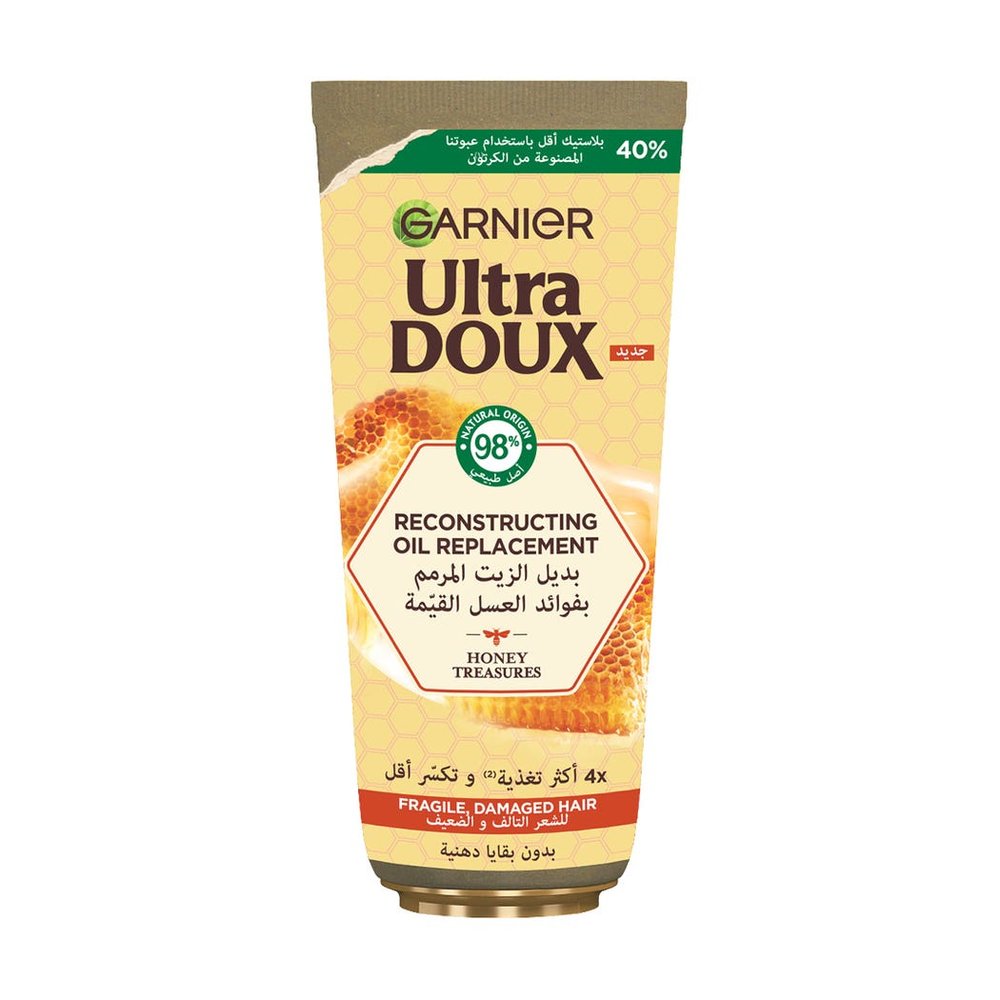 بلاستيك أقل باستخدام عبوتنا
المصنوعة من الكرتون
40%
GARNIER
Ultra
DOUX
جديد
NATURAL ORIGIN
98%
أصل طبيعي
RECONSTRUCTING
OIL REPLACEMENT
بديل الزيت المرمم
بفوائد العسل القيّمة
HONEY
TREASURES
4x أكثر تغذية(2) و تكسّر أقل
FRAGILE, DAMAGED HAIR
للشعر التالف و الضعيف
بدون بقايا دهنية